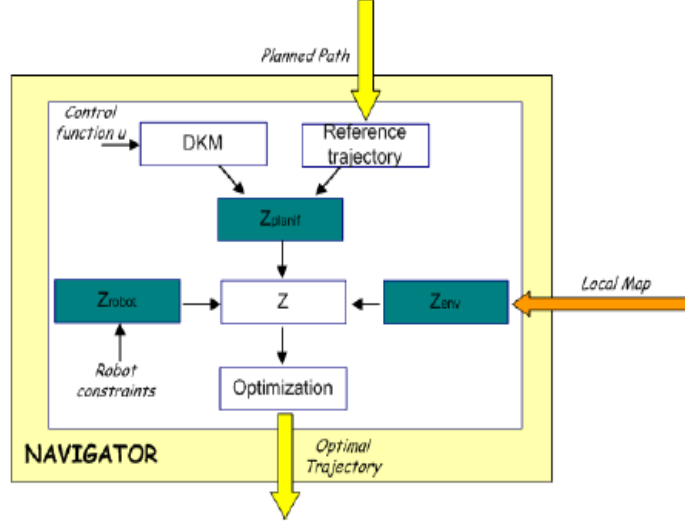 Planned Path
Control
function u
DKM
Reference
trajectory
Zplanif
Local Map
Zrobot
Z
Zenv
Robot
constraints
Optimization
NAVIGATOR
Optimal
Trajectory